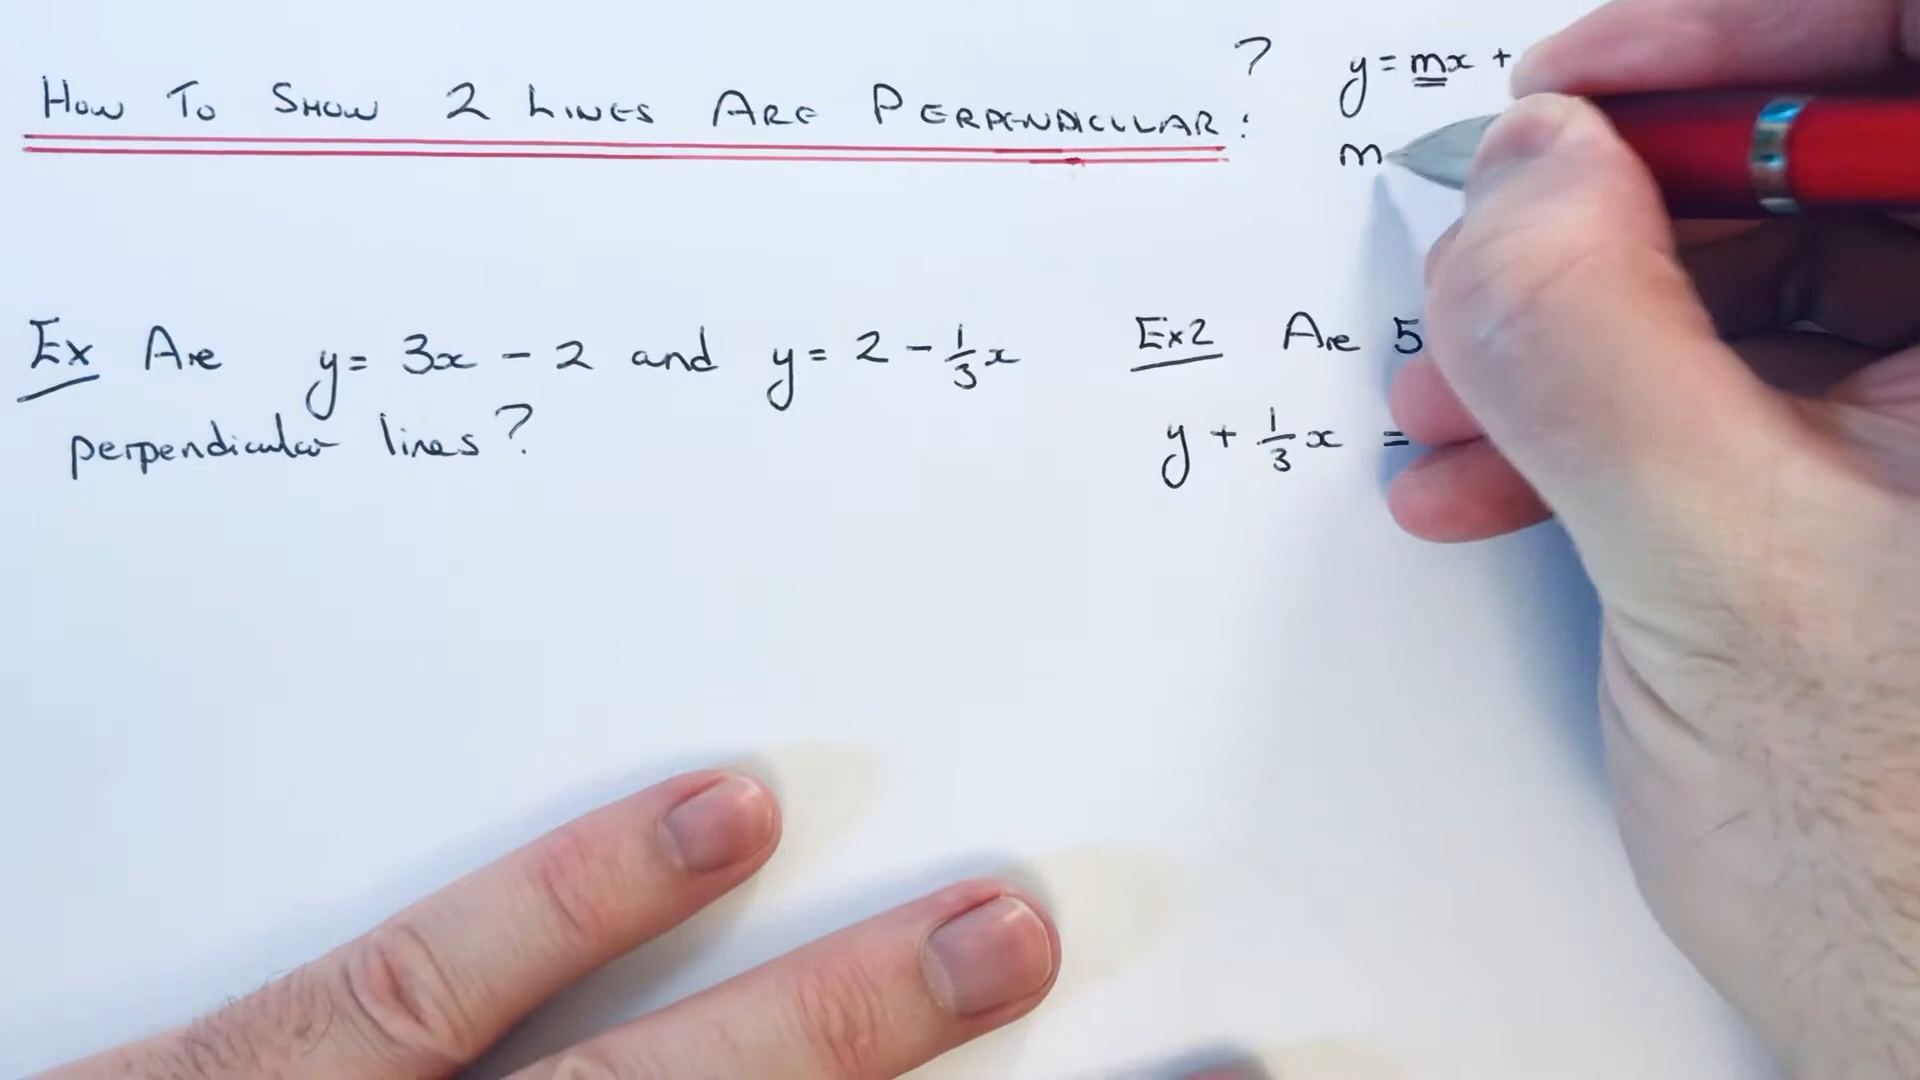 How To Show 2 Lines Are Perpendicular:
?
y = mx +
m
Ex Are y = 3x - 2 and y = 2 - 1/3 x
perpendicular lines?
Ex2 Are 5
y + 1/3 x =